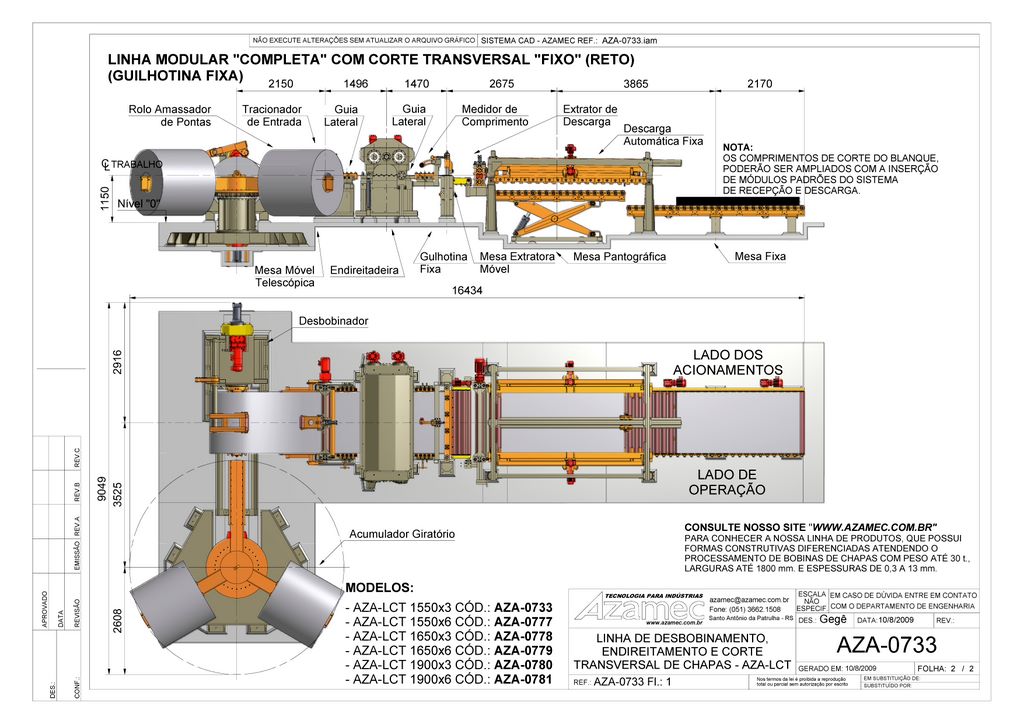 NÃO EXECUTE ALTERAÇÕES SEM ATUALIZAR O ARQUIVO GRÁFICO
SISTEMA CAD - AZAMEC REF.: AZA-0733.iam
LINHA MODULAR "COMPLETA" COM CORTE TRANSVERSAL "FIXO" (RETO)
(GUILHOTINA FIXA)
2150
1496
1470
2675
3865
2170
Rolo Amassador
de Pontas
Tracionador
de Entrada
Guia
Lateral
Guia
Lateral
Medidor de
Comprimento
Extrator de
Descarga
Descarga
Automática Fixa
NOTA:
OS COMPRIMENTOS DE CORTE DO BLANQUE,
PODERÃO SER AMPLIADOS COM A INSERÇÃO
DE MÓDULOS PADRÕES DO SISTEMA
DE RECEPÇÃO E DESCARGA.
TRABALHO
1150
Nível "0"
Mesa Móvel
Telescópica
Endireitadeira
Gulhotina
Fixa
Mesa Extratora
Móvel
Mesa Pantográfica
Mesa Fixa
16434
Desbobinador
LADO DOS
ACIONAMENTOS
LADO DE
OPERAÇÃO
2916
9049
3525
2608
Acumulador Giratório
CONSULTE NOSSO SITE "WWW.AZAMEC.COM.BR"
PARA CONHECER A NOSSA LINHA DE PRODUTOS, QUE POSSUI
FORMAS CONSTRUTIVAS DIFERENCIADAS ATENDENDO O
PROCESSAMENTO DE BOBINAS DE CHAPAS COM PESO ATÉ 30 t.,
LARGURAS ATÉ 1800 mm. E ESPESSURAS DE 0,3 A 13 mm.
MODELOS:
- AZA-LCT 1550x3 CÓD.: AZA-0733
- AZA-LCT 1550x6 CÓD.: AZA-0777
- AZA-LCT 1650x3 CÓD.: AZA-0778
- AZA-LCT 1650x6 CÓD.: AZA-0779
- AZA-LCT 1900x3 CÓD.: AZA-0780
- AZA-LCT 1900x6 CÓD.: AZA-0781
TECNOLOGIA PARA INDÚSTRIAS
Azamec
www.azamec.com.br
azamec@azamec.com.br
Fone: (051) 3662.1508
Santo Antônio da Patrulha - RS
ESCALA
NÃO
ESPECIF.
EM CASO DE DÚVIDA ENTRE EM CONTATO
COM O DEPARTAMENTO DE ENGENHARIA
DES.: Gegê
DATA: 10/8/2009
REV.:
LINHA DE DESBOBINAMENTO,
ENDIREITAMENTO E CORTE
TRANSVERSAL DE CHAPAS - AZA-LCT
AZA-0733
GERADO EM: 10/8/2009
FOLHA: 2 / 2
REF.: AZA-0733 Fl.: 1
Nos termos da lei é proibida a reprodução
total ou parcial sem autorização por escrito
EM SUBSTITUIÇÃO DE:
SUBSTITUÍDO POR:
REV.C
REV.B
REV.A
EMISSÃO
REVISÃO
APROVADO
DATA
DES.:
CONF.: